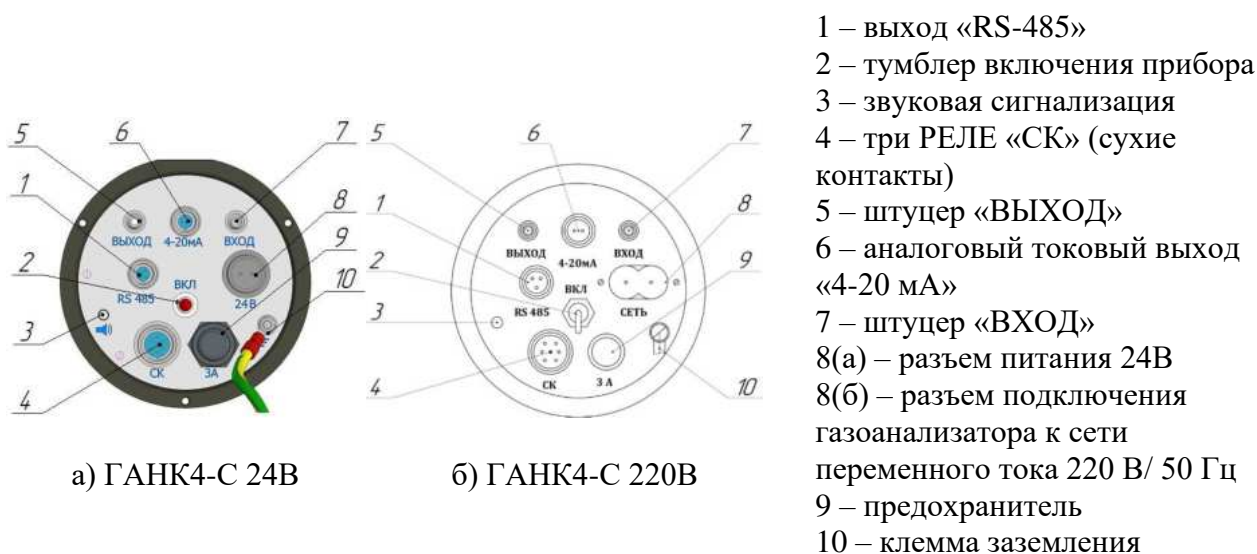 1 – выход «RS-485»
2 – тумблер включения прибора
3 – звуковая сигнализация
4 – три РЕЛЕ «СК» (сухие
контакты)
5 – штуцер «ВЫХОД»
6 – аналоговый токовый выход
«4-20 мА»
7 – штуцер «ВХОД»
8(а) – разъем питания 24В
8(б) – разъем подключения
газоанализатора к сети
переменного тока 220 В/ 50 Гц
9 – предохранитель
10 – клемма заземления
5 6 7
1 8
9
2 10
3
4
ВЫХОД 4-20мА ВХОД
RS 485 ВКЛ 24В
СК 3А
а) ГАНК4-С 24В
5 6 7
1 8
2 9
3
4 10
ВЫХОД 4-20мА ВХОД
ВКЛ
RS 485 СЕТЬ
СК 3 А
б) ГАНК4-С 220В